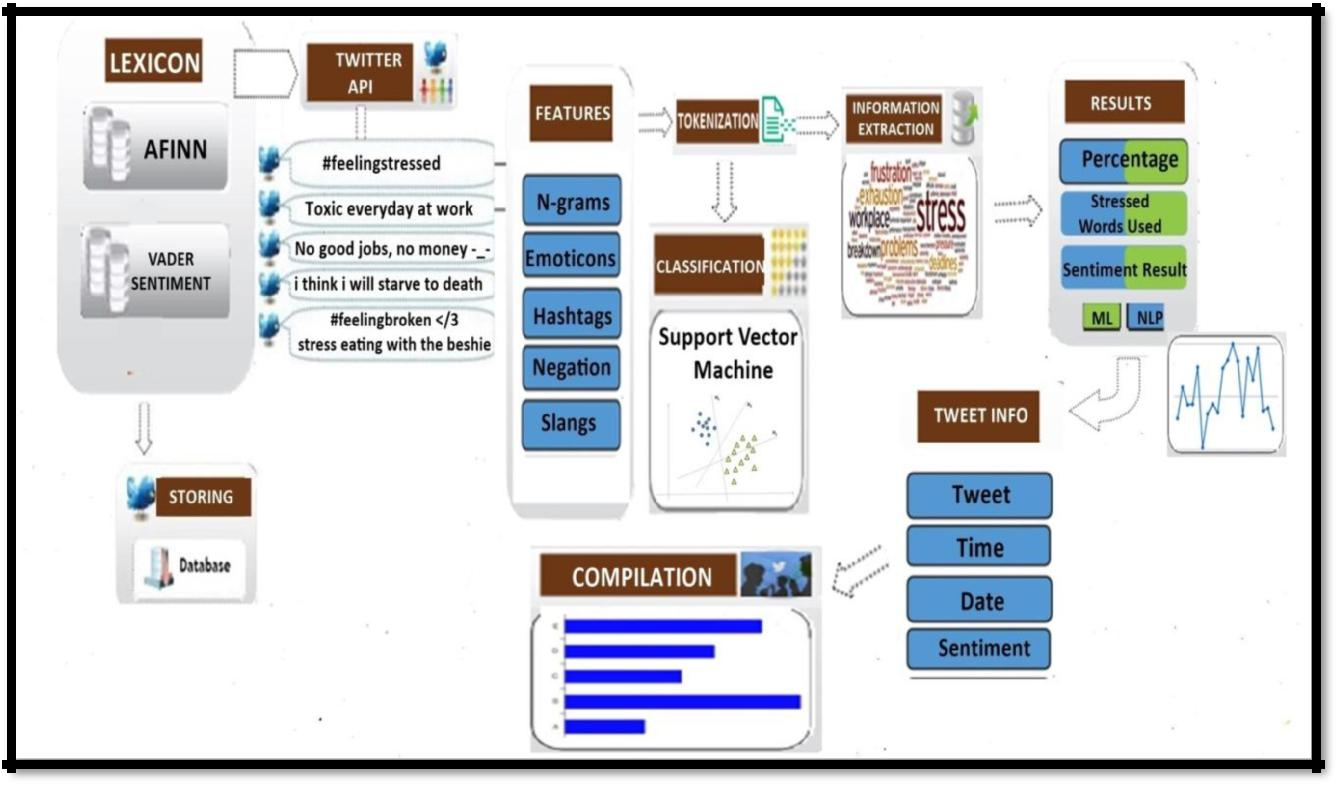 LEXICON
AFINN
VADER
SENTIMENT
STORING
Database
TWITTER
API
#feelingstressed
Toxic everyday at work
No good jobs, no money -_-
i think i will starve to death
#feelingbroken </3
stress eating with the beshie
FEATURES
N-grams
Emoticons
Hashtags
Negation
Slangs
TOKENIZATION
CLASSIFICATION
Support Vector
Machine
INFORMATION
EXTRACTION
frustration
exhaustion
workplace
stress
breakdown
problems
deadlines
RESULTS
Percentage
Stressed
Words Used
Sentiment Result
ML
NLP
TWEET INFO
Tweet
Time
Date
Sentiment
COMPILATION